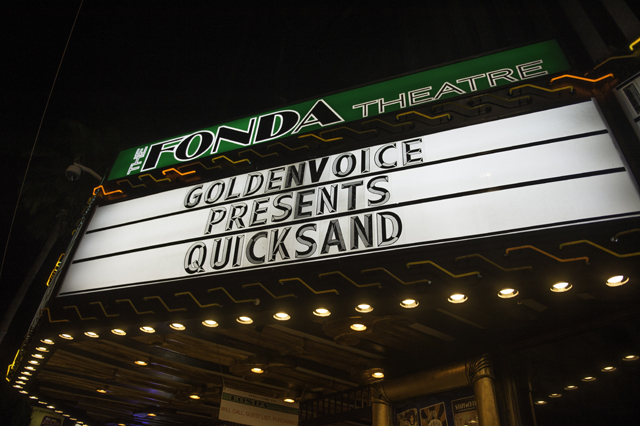 THE FONDA THEATRE
GOLDENVOICE
PRESENTS
QUICKSAND